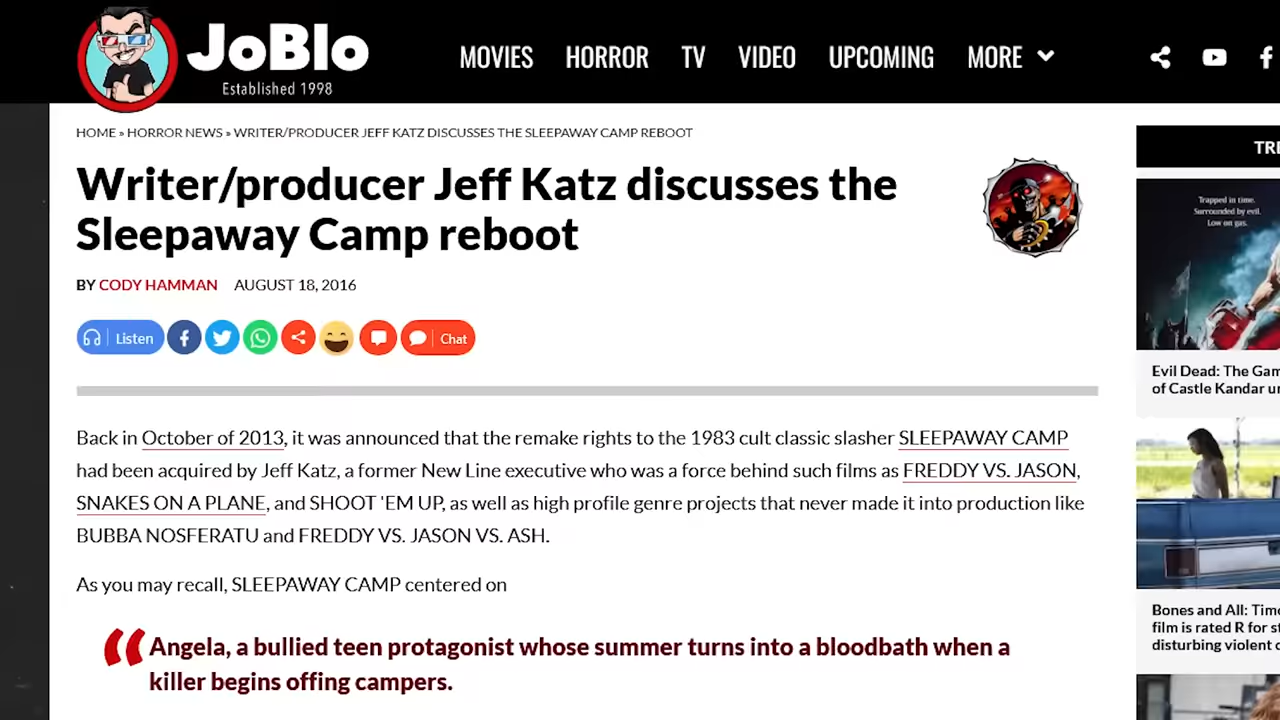 JoBlo
Established 1998
MOVIES HORROR TV VIDEO UPCOMING MORE
HOME » HORROR NEWS » WRITER/PRODUCER JEFF KATZ DISCUSSES THE SLEEPAWAY CAMP REBOOT
Writer/producer Jeff Katz discusses the
Sleepaway Camp reboot
BY CODY HAMMAN AUGUST 18, 2016
Listen
Chat
Back in October of 2013, it was announced that the remake rights to the 1983 cult classic slasher SLEEPAWAY CAMP
had been acquired by Jeff Katz, a former New Line executive who was a force behind such films as FREDDY VS. JASON,
SNAKES ON A PLANE, and SHOOT 'EM UP, as well as high profile genre projects that never made it into production like
BUBBA NOSFERATU and FREDDY VS. JASON VS. ASH.
As you may recall, SLEEPAWAY CAMP centered on
“Angela, a bullied teen protagonist whose summer turns into a bloodbath when a
killer begins offing campers.
TRE
Trapped in time.
Surrounded by evil.
Low on gas.
Evil Dead: The Gam
of Castle Kandar un
Bones and All: Timo
film is rated R for st
disturbing violent c